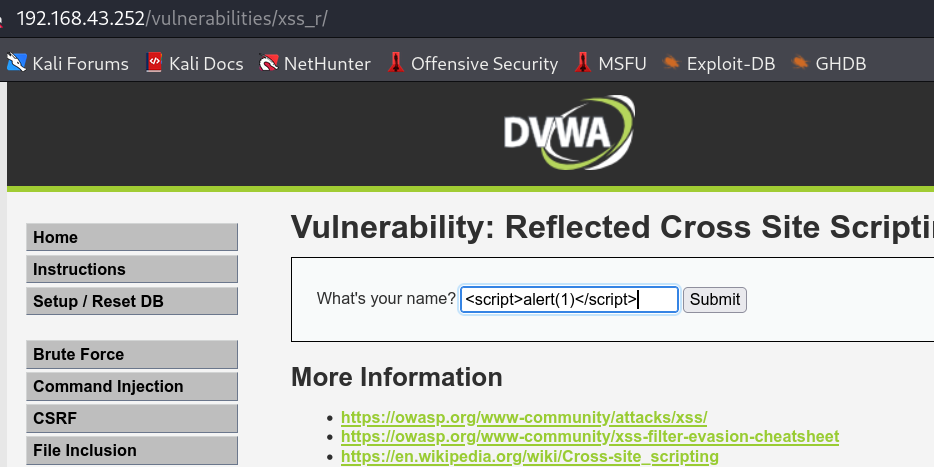 192.168.43.252/vulnerabilities/xss_r/
Kali Forums Kali Docs NetHunter Offensive Security MSFU Exploit-DB GHDB
DVWA
Home
Instructions
Setup / Reset DB
Brute Force
Command Injection
CSRF
File Inclusion
Vulnerability: Reflected Cross Site Scripti
What's your name? <script>alert(1)</script> Submit
More Information
https://owasp.org/www-community/attacks/xss/
https://owasp.org/www-community/xss-filter-evasion-cheatsheet
https://en.wikipedia.org/wiki/Cross-site_scripting